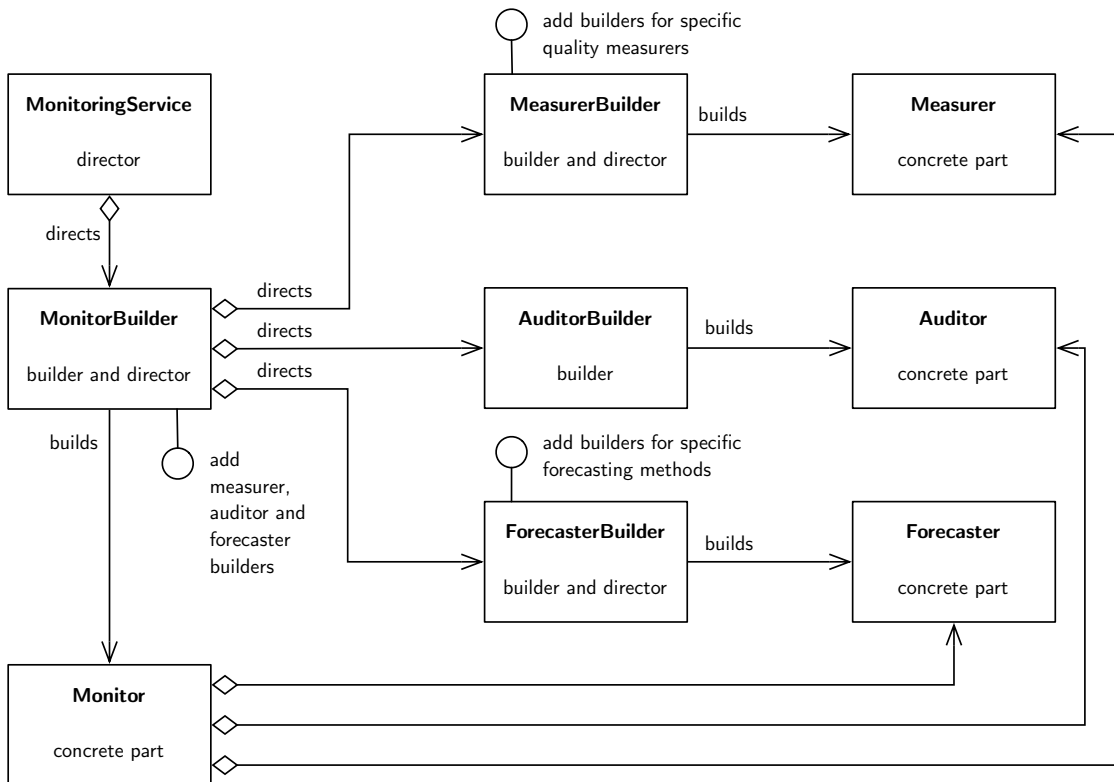 add builders for specific
quality measurers
MonitoringService
director
MeasurerBuilder
builder and director
builds
Measurer
concrete part
directs
MonitorBuilder
builder and director
directs
directs
directs
AuditorBuilder
builder
builds
Auditor
concrete part
builds
add
measurer,
auditor and
forecaster
builders
add builders for specific
forecasting methods
ForecasterBuilder
builder and director
builds
Forecaster
concrete part
Monitor
concrete part